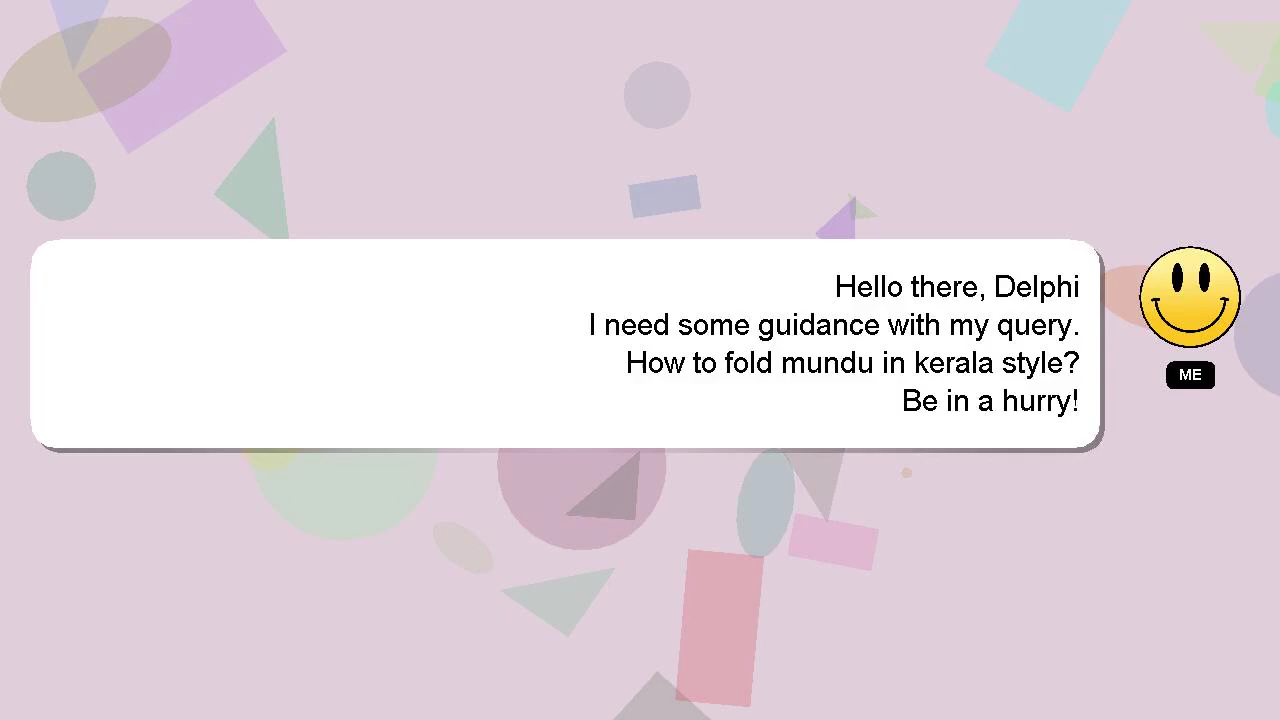 Hello there, Delphi
I need some guidance with my query.
How to fold mundu in kerala style?
Be in a hurry!
ME